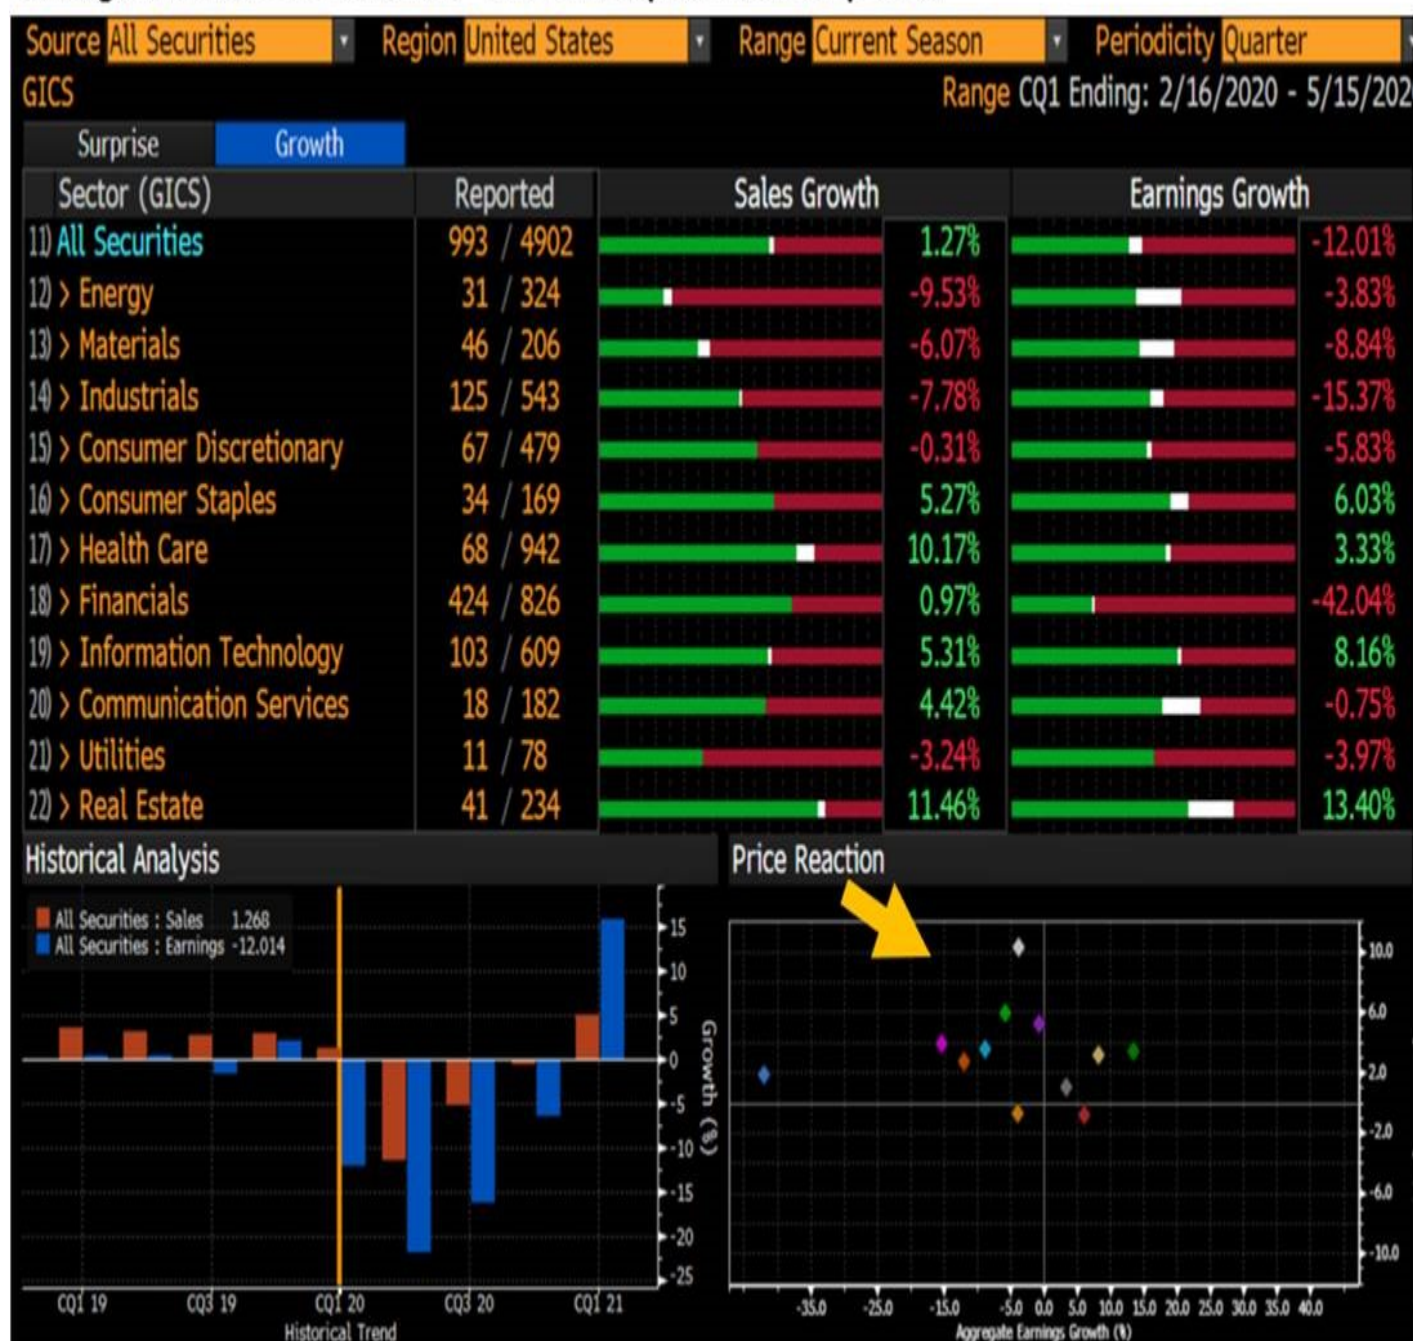 Source All Securities Region United States Range Current Season Periodicity Quarter
GICS Range CQ1 Ending: 2/16/2020 - 5/15/202
Surprise Growth
Sector (GICS) Reported Sales Growth Earnings Growth
11) All Securities 993 / 4902 1.27% -12.01%
12) > Energy 31 / 324 -9.53% -3.83%
13) > Materials 46 / 206 -6.07% -8.84%
14) > Industrials 125 / 543 -7.78% -15.37%
15) > Consumer Discretionary 67 / 479 -0.31% -5.83%
16) > Consumer Staples 34 / 169 5.27% 6.03%
17) > Health Care 68 / 942 10.17% 3.33%
18) > Financials 424 / 826 0.97% -42.04%
19) > Information Technology 103 / 609 5.31% 8.16%
20) > Communication Services 18 / 182 4.42% -0.75%
21) > Utilities 11 / 78 -3.24% -3.97%
22) > Real Estate 41 / 234 11.46% 13.40%
Historical Analysis Price Reaction
All Securities : Sales 1.268
All Securities : Earnings -12.014
15
10
5
0
-5
-10
-15
-20
-25
Growth (%)
CQ1 19 CQ3 19 CQ1 20 CQ3 20 CQ1 21
Historical Trend
10.0
6.0
2.0
-2.0
-6.0
-10.0
-35.0 -25.0 -15.0 -5.0 0.0 5.0 10.0 15.0 20.0 25.0 30.0 35.0 40.0
Aggregate Earnings Growth (%)